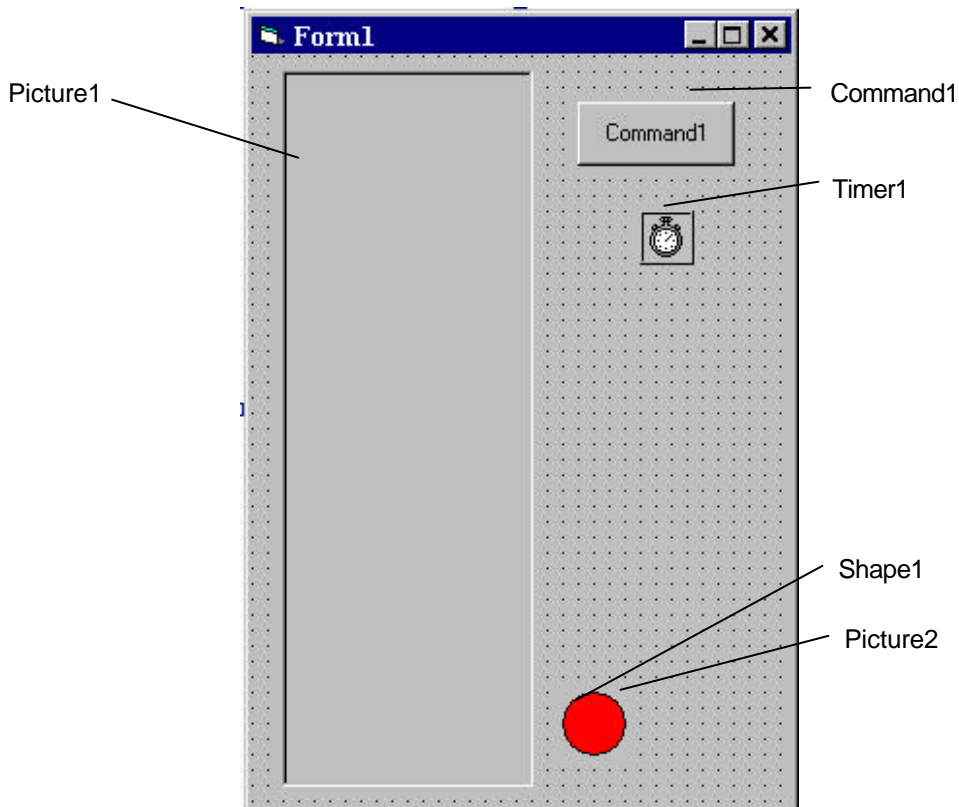 Form1
Picture1
Command1
Command1
Timer1
Shape1
Picture2